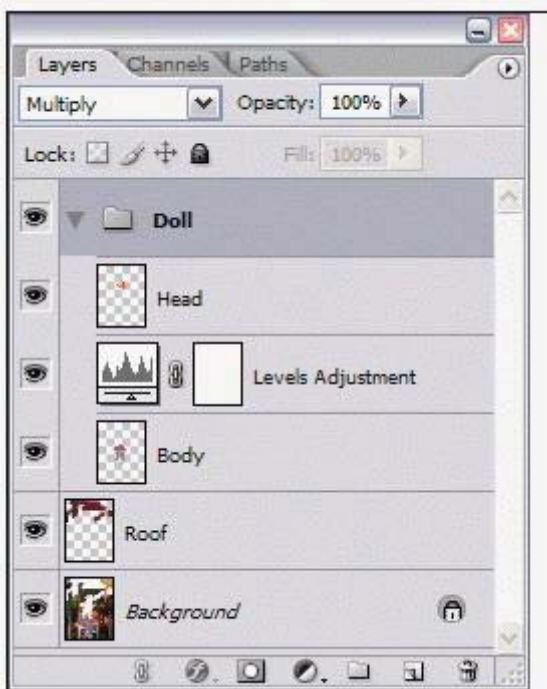 Layers Channels Paths
Multiply Opacity: 100%
Lock: Fill: 100%
Doll
Head
Levels Adjustment
Body
Roof
Background